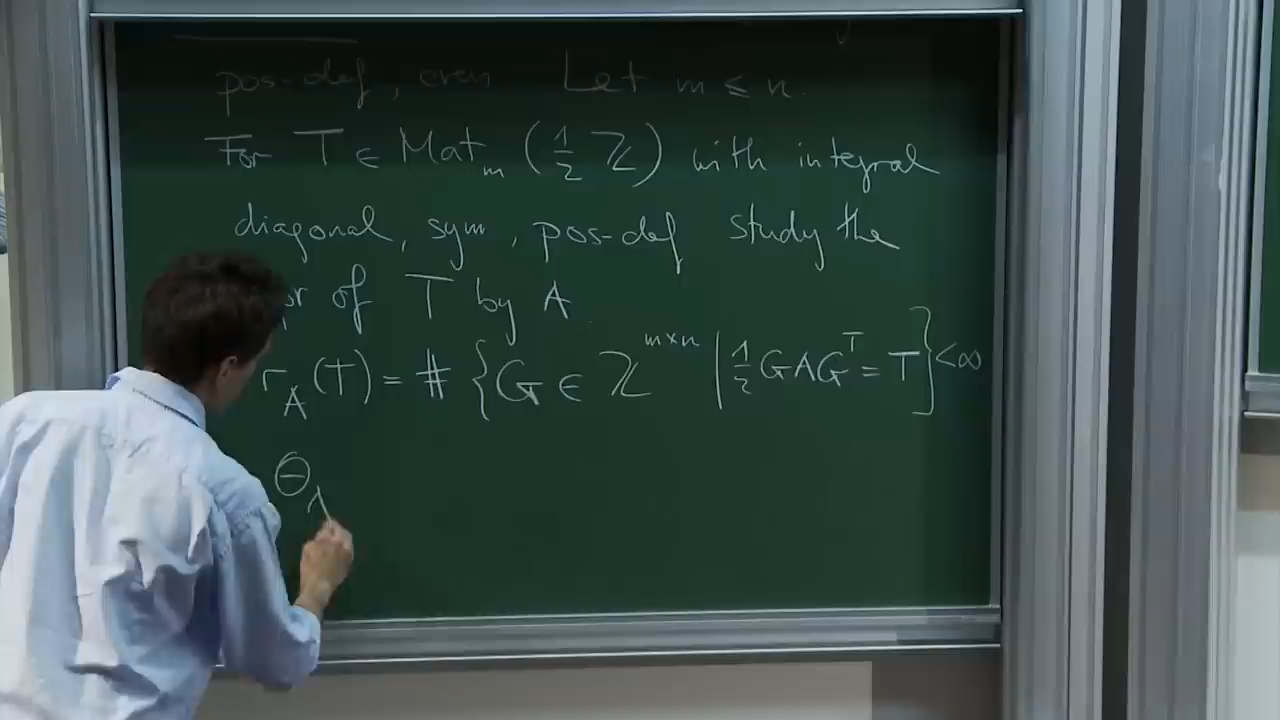 pos-def, even Let m ≤ n.
For T ∈ Mat_m (1/2 ℤ) with integral
diagonal, sym, pos-def study the
of T by A
r_A(T) = # {G ∈ ℤ^{m×n} | 1/2 G A G^T = T} < ∞
Θ_A